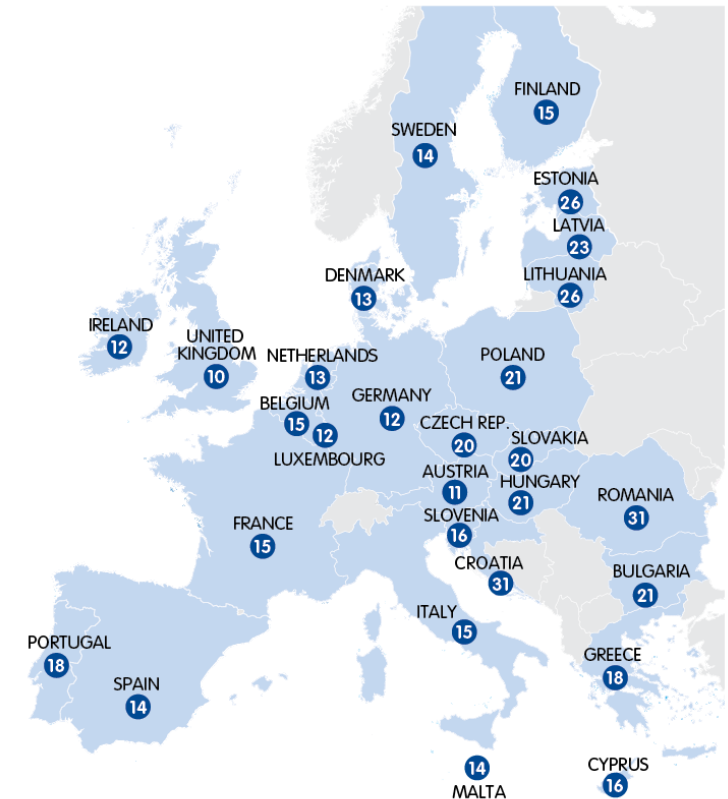 FINLAND
15
SWEDEN
14
ESTONIA
26
LATVIA
23
LITHUANIA
26
DENMARK
13
IRELAND
12
UNITED
KINGDOM
10
NETHERLANDS
13
POLAND
21
BELGIUM
15
GERMANY
12
12
LUXEMBOURG
CZECH REP.
20
SLOVAKIA
20
AUSTRIA
11
HUNGARY
21
ROMANIA
31
SLOVENIA
16
FRANCE
15
CROATIA
31
BULGARIA
21
ITALY
15
PORTUGAL
18
SPAIN
14
GREECE
18
14
MALTA
CYPRUS
16